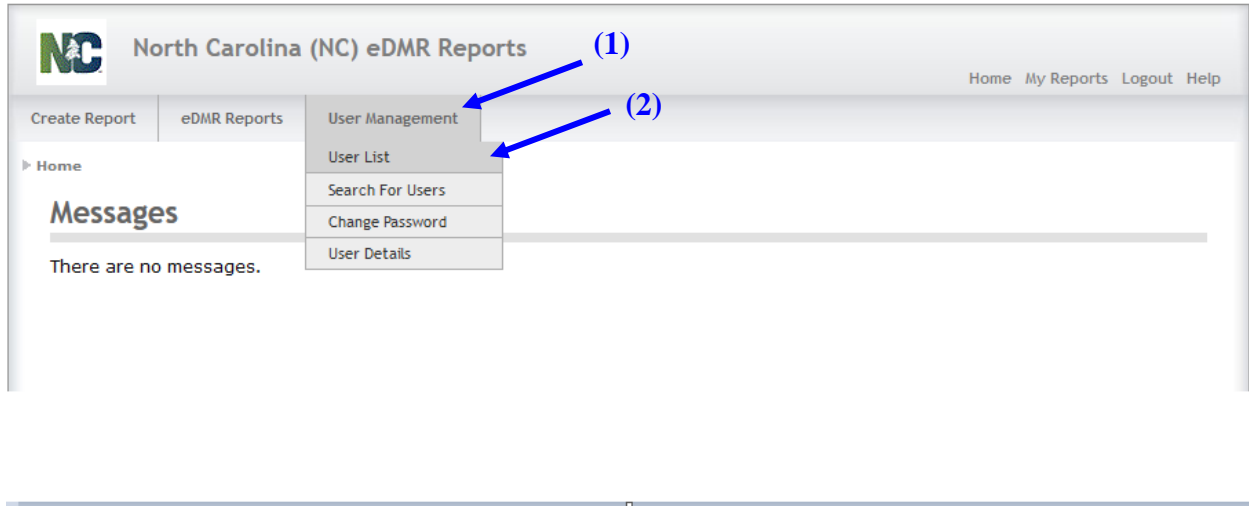 NC North Carolina (NC) eDMR Reports (1)
Home My Reports Logout Help
(2)
Create Report eDMR Reports User Management
User List
Home
Search For Users
Messages
Change Password
User Details
There are no messages.